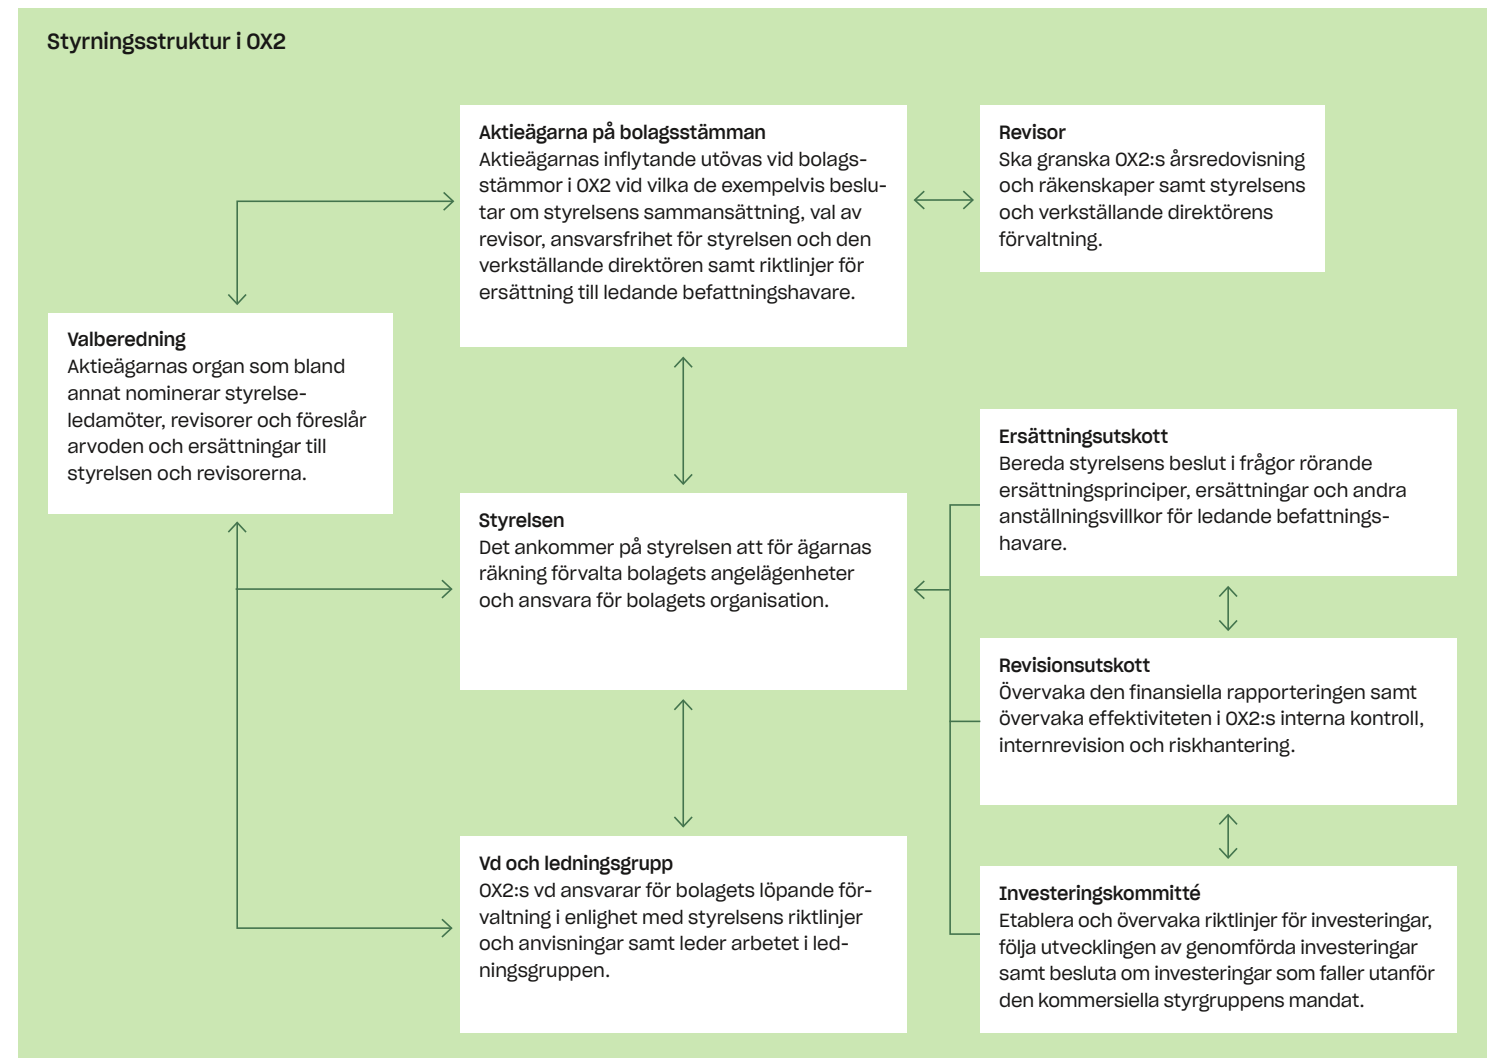 Styrningsstruktur i OX2
Aktieägarna på bolagsstämman
Aktieägarnas inflytande utövas vid bolags-
stämmor i OX2 vid vilka de exempelvis beslu-
tar om styrelsens sammansättning, val av
revisor, ansvarsfrihet för styrelsen och den
verkställande direktören samt riktlinjer för
ersättning till ledande befattningshavare.
Revisor
Ska granska OX2:s årsredovisning
och räkenskaper samt styrelsens
och verkställande direktörens
förvaltning.
Valberedning
Aktieägarnas organ som bland
annat nominerar styrelse-
ledamöter, revisorer och föreslår
arvoden och ersättningar till
styrelsen och revisorerna.
Styrelsen
Det ankommer på styrelsen att för ägarnas
räkning förvalta bolagets angelägenheter
och ansvara för bolagets organisation.
Ersättningsutskott
Bereda styrelsens beslut i frågor rörande
ersättningsprinciper, ersättningar och andra
anställningsvillkor för ledande befattnings-
havare.
Revisionsutskott
Övervaka den finansiella rapporteringen samt
övervaka effektiviteten i OX2:s interna kontroll,
internrevision och riskhantering.
Vd och ledningsgrupp
OX2:s vd ansvarar för bolagets löpande för-
valtning i enlighet med styrelsens riktlinjer
och anvisningar samt leder arbetet i led-
ningsgruppen.
Investeringskommitté
Etablera och övervaka riktlinjer för investeringar,
följa utvecklingen av genomförda investeringar
samt besluta om investeringar som faller utanför
den kommersiella styrgruppens mandat.